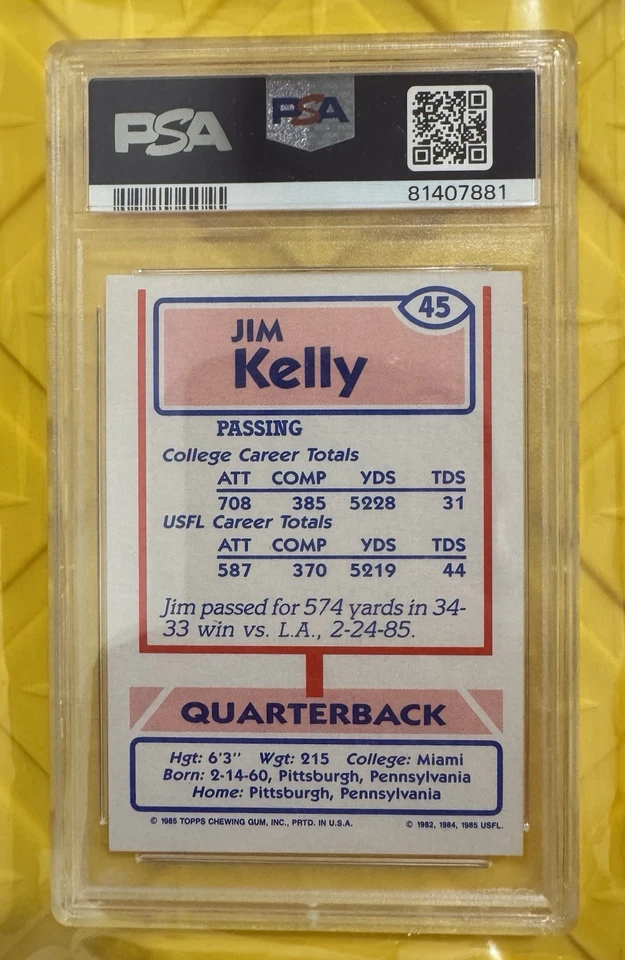 PSA PSA
81407881
45
JIM
Kelly
PASSING
College Career Totals
ATT COMP YDS TDS
708 385 5228 31
USFL Career Totals
ATT COMP YDS TDS
587 370 5219 44
Jim passed for 574 yards in 34-
33 win vs. L.A., 2-24-85.
QUARTERBACK
Hgt: 6'3" Wgt: 215 College: Miami
Born: 2-14-60, Pittsburgh, Pennsylvania
Home: Pittsburgh, Pennsylvania
© 1985 TOPPS CHEWING GUM, INC., PRTD. IN U.S.A. © 1982, 1984, 1985 USFL.